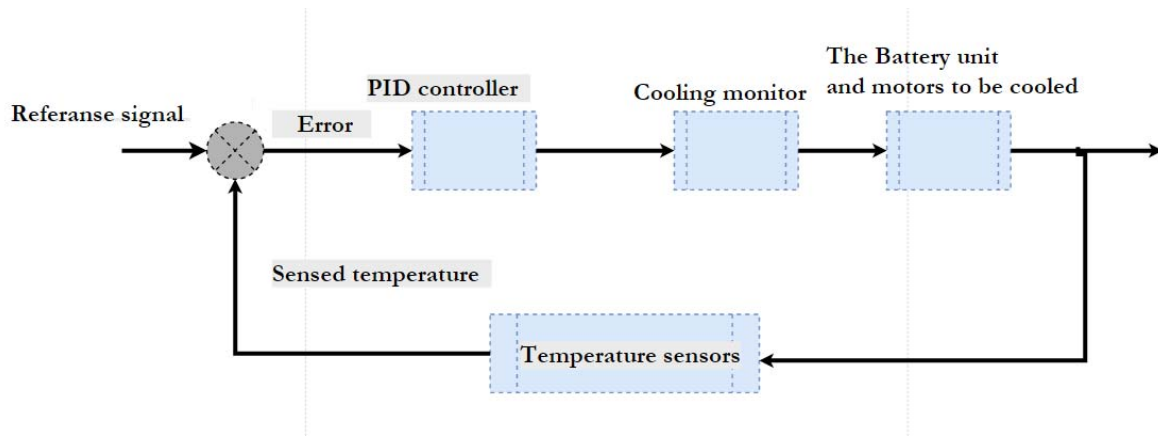 Referanse signal
Error
PID controller
Cooling monitor
The Battery unit
and motors to be cooled
Sensed temperature
Temperature sensors